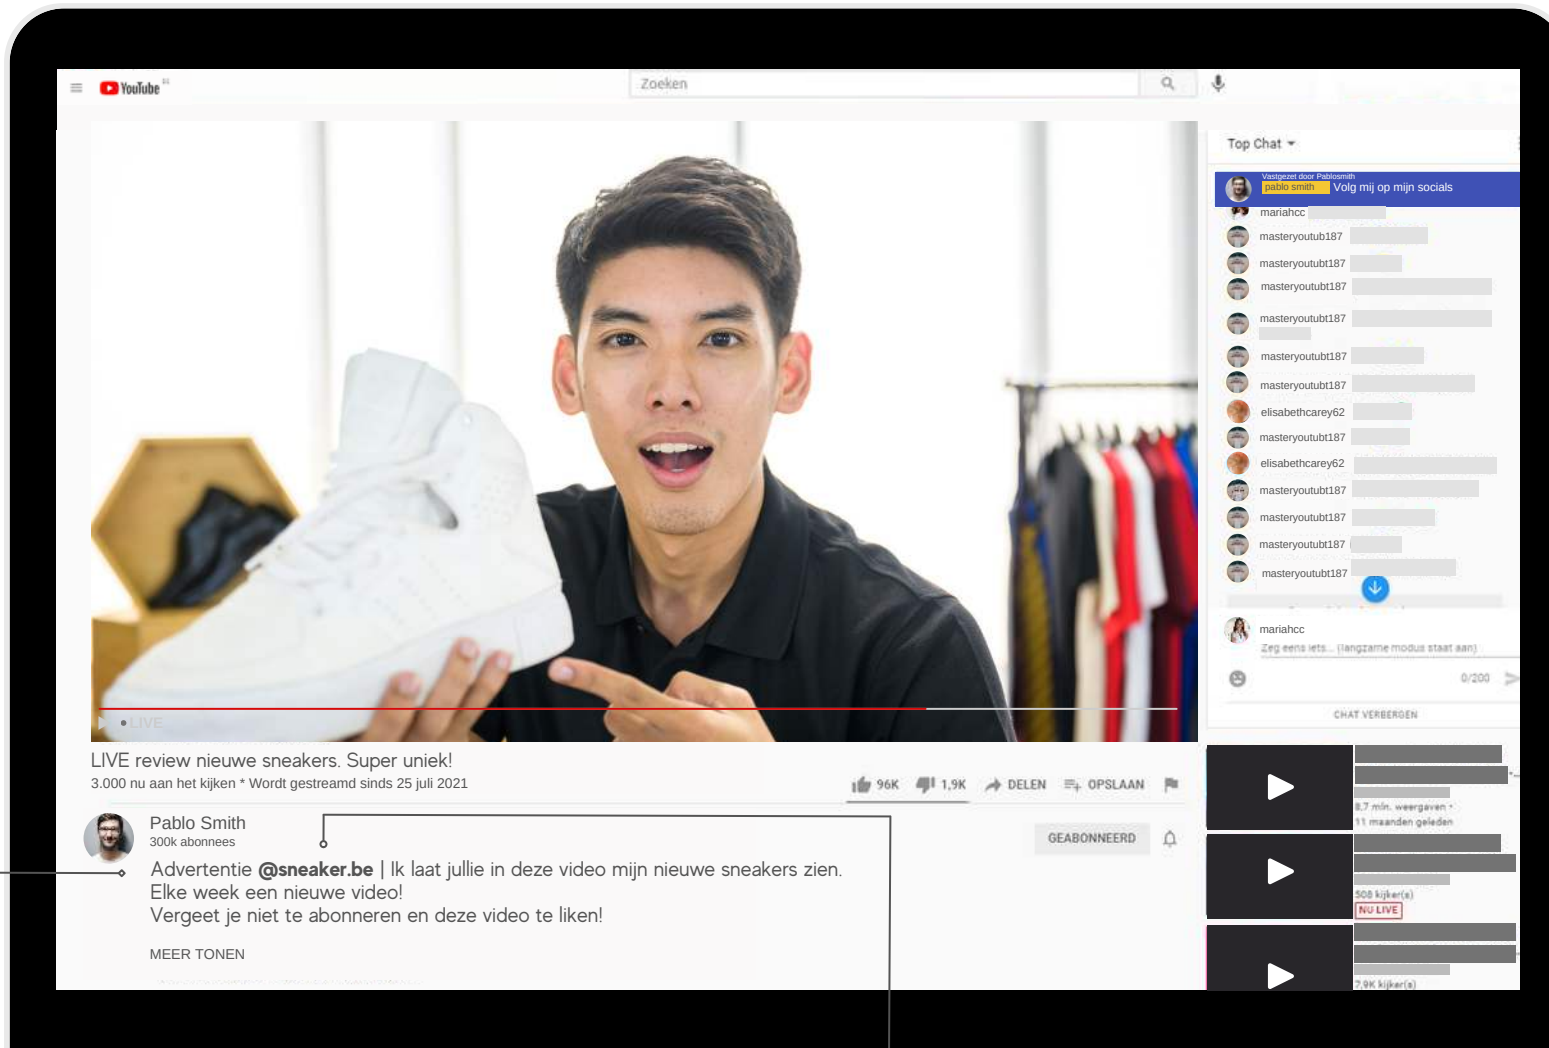 YouTube BE
Zoeken
LIVE
LIVE review nieuwe sneakers. Super uniek!
3.000 nu aan het kijken * Wordt gestreamd sinds 25 juli 2021
96K 1,9K DELEN OPSLAAN
Pablo Smith
300k abonnees
GEABONNEERD
Advertentie @sneaker.be | Ik laat jullie in deze video mijn nieuwe sneakers zien.
Elke week een nieuwe video!
Vergeet je niet te abonneren en deze video te liken!
MEER TONEN
Top Chat
Vastgezet door Pablosmith
pablo smith Volg mij op mijn socials
mariahcc
masteryoutub187
masteryoutubt187
masteryoutubt187
masteryoutubt187
masteryoutubt187
masteryoutubt187
elisabethcarey62
masteryoutubt187
elisabethcarey62
masteryoutubt187
masteryoutubt187
masteryoutubt187
masteryoutubt187
mariahcc
Zeg eens iets... (langzame modus staat aan)
0/200
CHAT VERBERGEN
8,7 mln. weergaven •
11 maanden geleden
508 kijker(s)
NU LIVE
7,9K kijker(s)